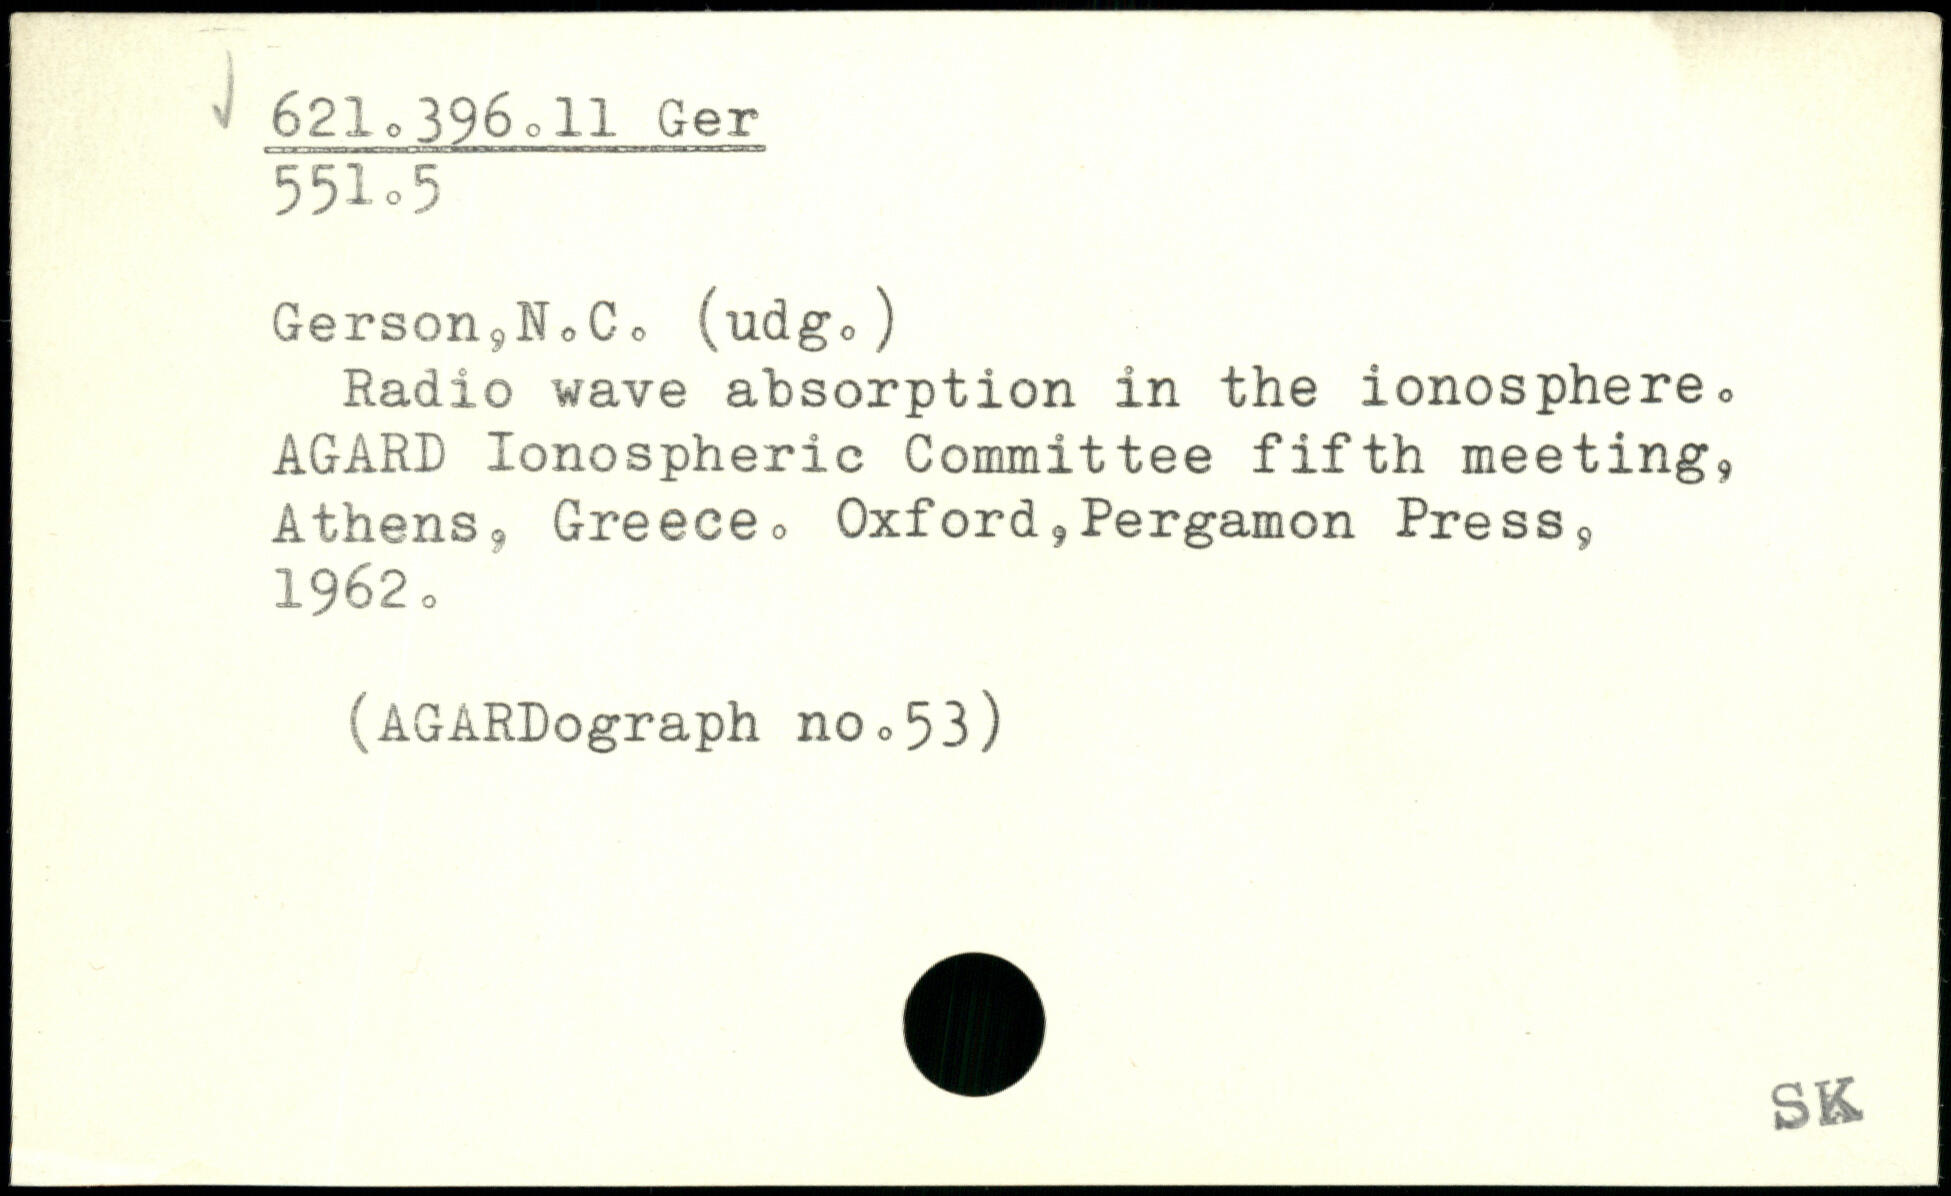 621.396.11 Ger
551.5
Gerson,N.C. (udg.)
Radio wave absorption in the ionosphere.
AGARD Ionospheric Committee fifth meeting,
Athens, Greece. Oxford,Pergamon Press,
1962.
(AGARDograph no.53)
SK